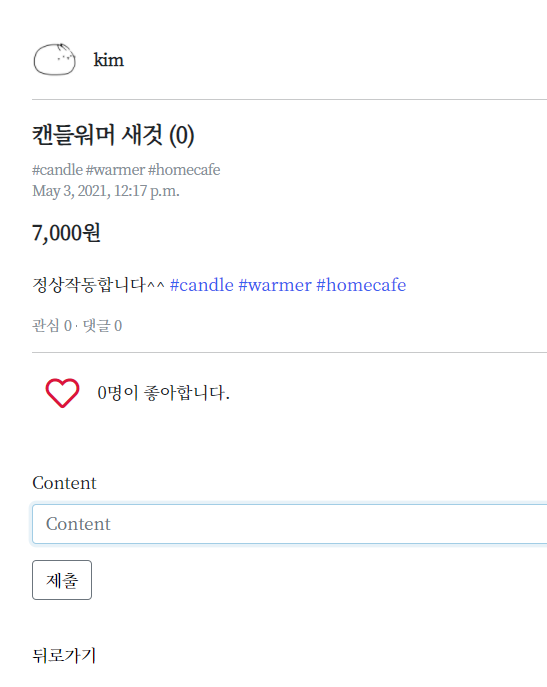 kim
캔들워머 새것 (0)
#candle #warmer #homecafe
May 3, 2021, 12:17 p.m.
7,000원
정상작동합니다^^ #candle #warmer #homecafe
관심 0 · 댓글 0
0명이 좋아합니다.
Content
Content
제출
뒤로가기